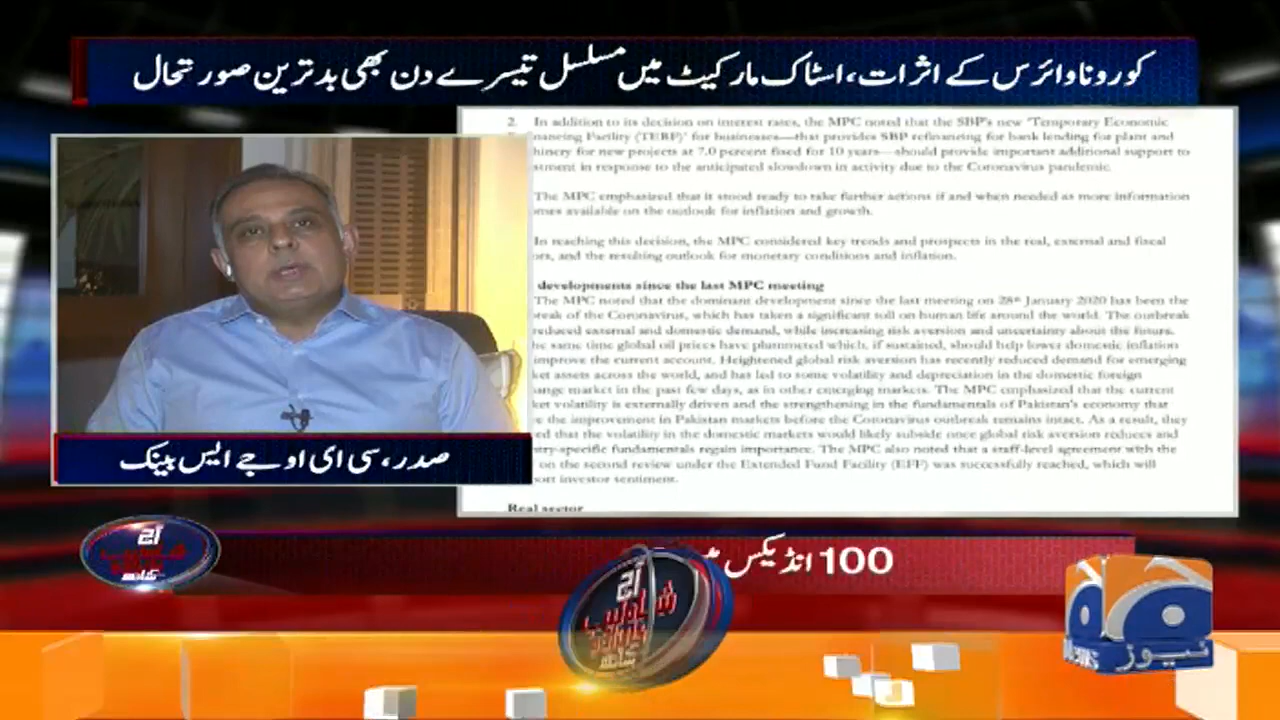 کورونا وائرس کے اثرات، اسٹاک مارکیٹ میں مسلسل تیسرے دن بھی بدترین صورتحال
2. In addition to its decision on interest rates, the MPC noted that the SBP's new 'Temporary Economic
Facility (TERF)' for businesses—that provides SBP refinancing for bank lending for plant and
for new projects at 7.0 percent fixed for 10 years—should provide important additional support to
in response to the anticipated slowdown in activity due to the Coronavirus pandemic.
The MPC emphasized that it stood ready to take further actions if and when needed as more information
available on the outlook for inflation and growth.
In reaching this decision, the MPC considered key trends and prospects in the real, external and fiscal
and the resulting outlook for monetary conditions and inflation.
developments since the last MPC meeting
The MPC noted that the dominant development since the last meeting on 28th January 2020 has been the
of the Coronavirus, which has taken a significant toll on human life around the world. The outbreak
reduced external and domestic demand, while increasing risk aversion and uncertainty about the future.
same time global oil prices have plummeted which, if sustained, should help lower domestic inflation
improve the current account. Heightened global risk aversion has recently reduced demand for emerging
assets across the world, and has led to some volatility and depreciation in the domestic foreign
market in the past few days, as in other emerging markets. The MPC emphasized that the current
volatility is externally driven and the strengthening in the fundamentals of Pakistan's economy that
the improvement in Pakistan markets before the Coronavirus outbreak remains intact. As a result, they
that the volatility in the domestic markets would likely subside once global risk aversion reduces and
fundamentals regain importance. The MPC also noted that a staff-level agreement with the
on the second review under the Extended Fund Facility (EFF) was successfully reached, which will
investor sentiment.
Real sector
صدر، سی ای او جے ایس بینک
100 انڈیکس
آج
شاہزیب
خانزادہ
کے ساتھ
آج
شاہزیب
خانزادہ
کے ساتھ
جیو
NEWS نیوز